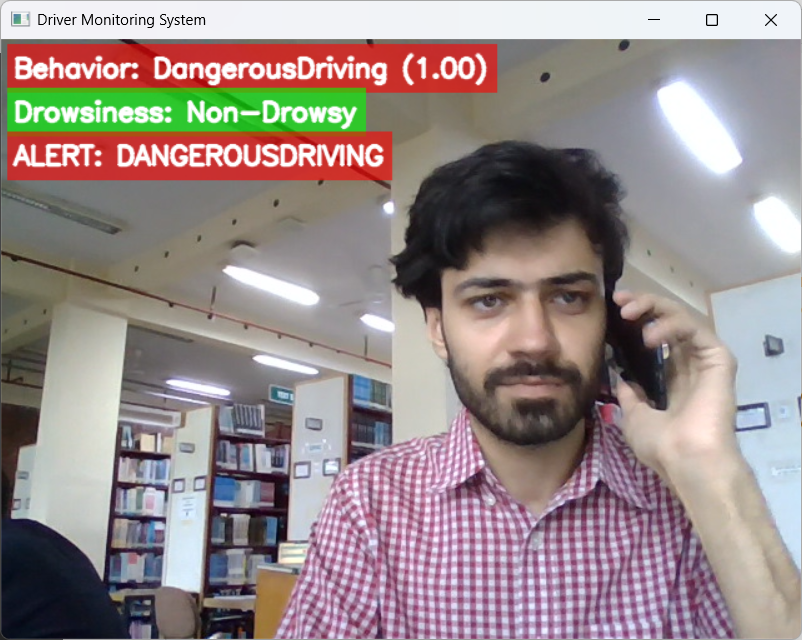 Driver Monitoring System
Behavior: DangerousDriving (1.00)
Drowsiness: Non-Drowsy
ALERT: DANGEROUSDRIVING